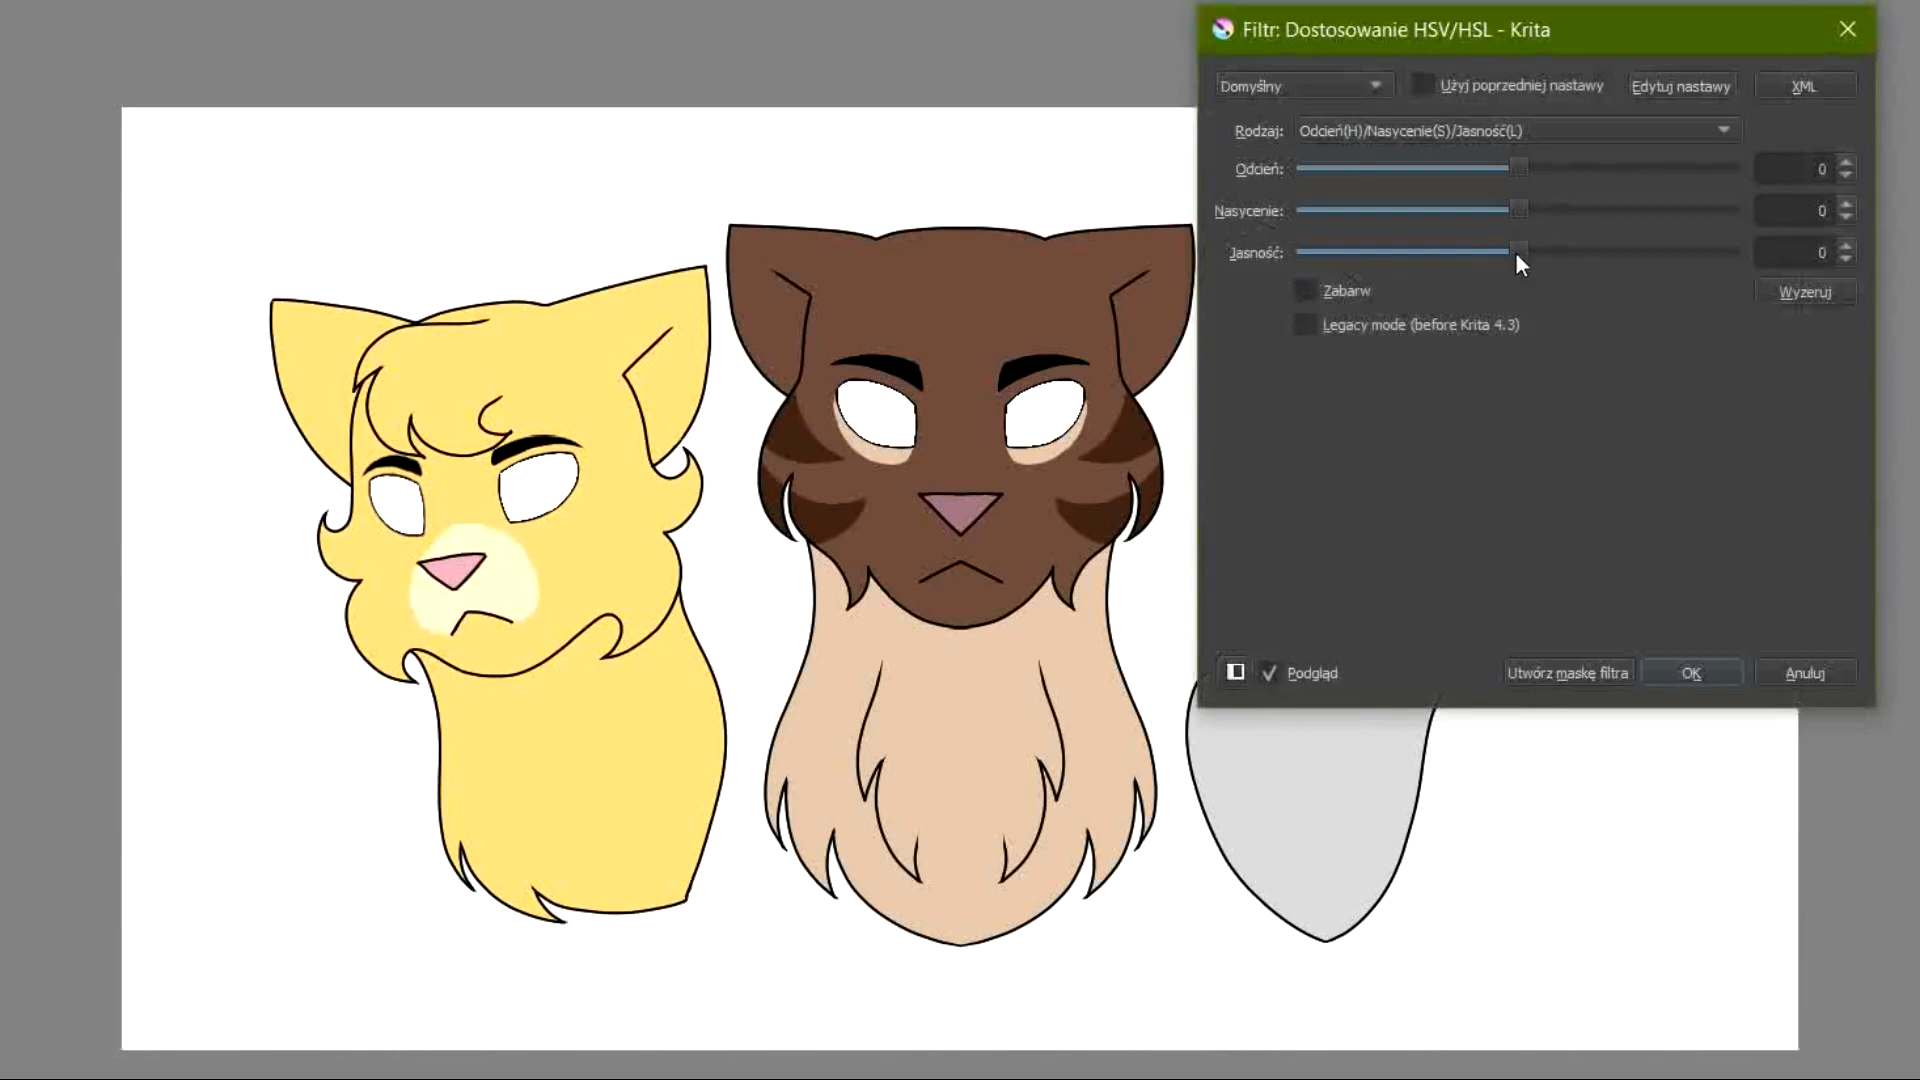 Filtr: Dostosowanie HSV/HSL - Krita
Domyślny
Użyj poprzedniej nastawy
Edytuj nastawy
XML
Rodzaj: Odcień(H)/Nasycenie(S)/Jasność(L)
Odcień: 0
Nasycenie: 0
Jasność: 0
Zabarw
Wyzeruj
Legacy mode (before Krita 4.3)
Podgląd
Utwórz maskę filtra
OK
Anuluj